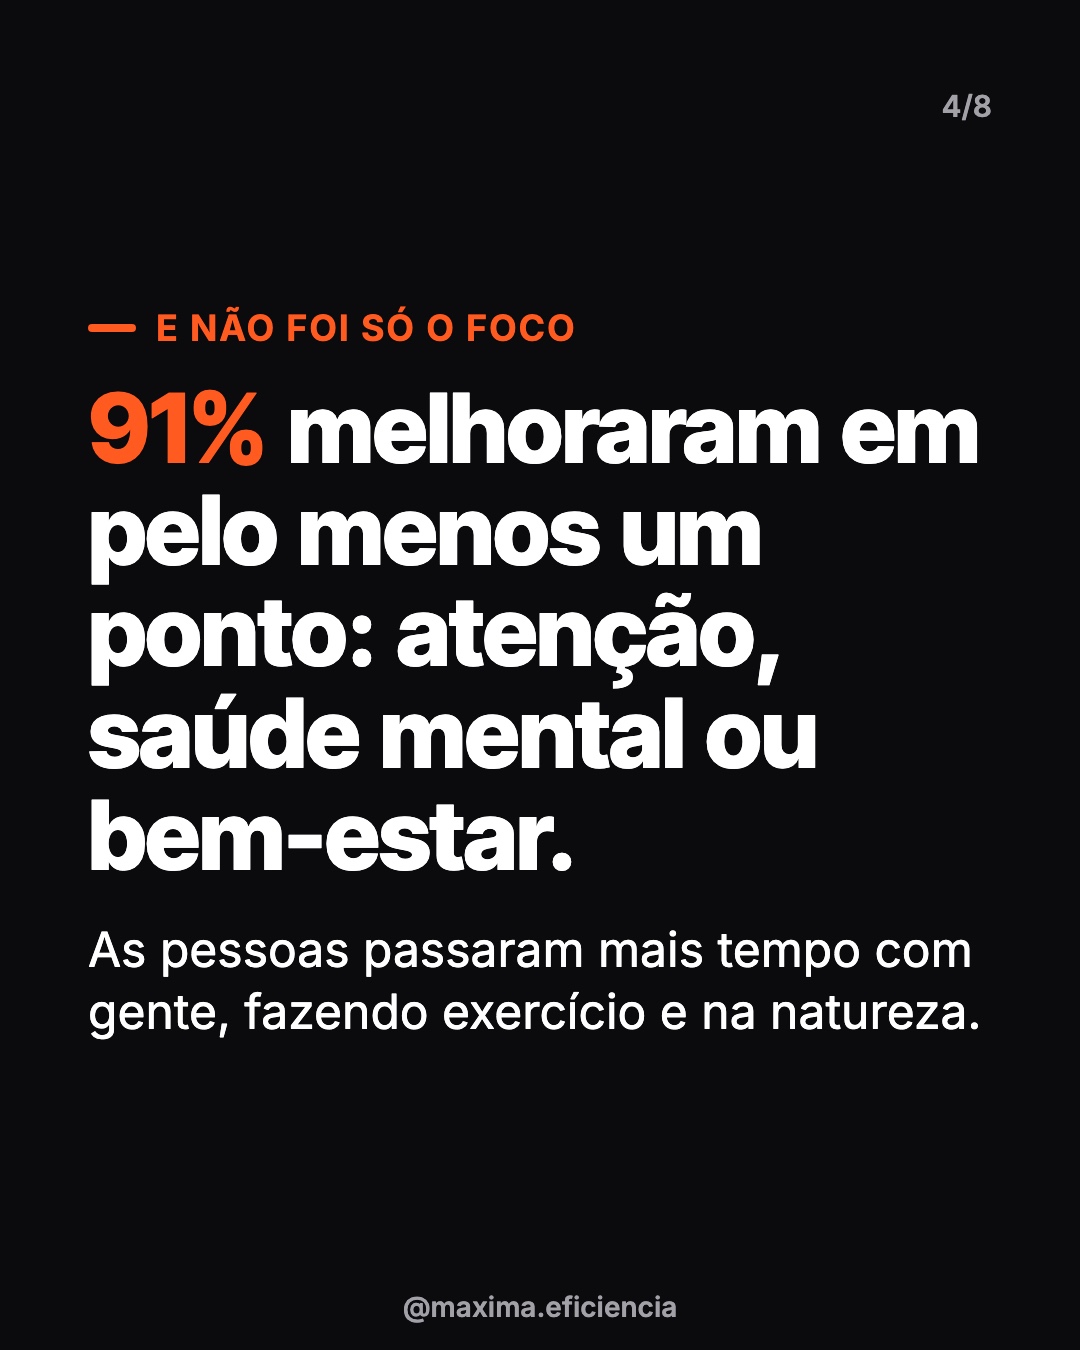 4/8
E NÃO FOI SÓ O FOCO
91% melhoraram em
pelo menos um
ponto: atenção,
saúde mental ou
bem-estar.
As pessoas passaram mais tempo com
gente, fazendo exercício e na natureza.
@maxima.eficiencia